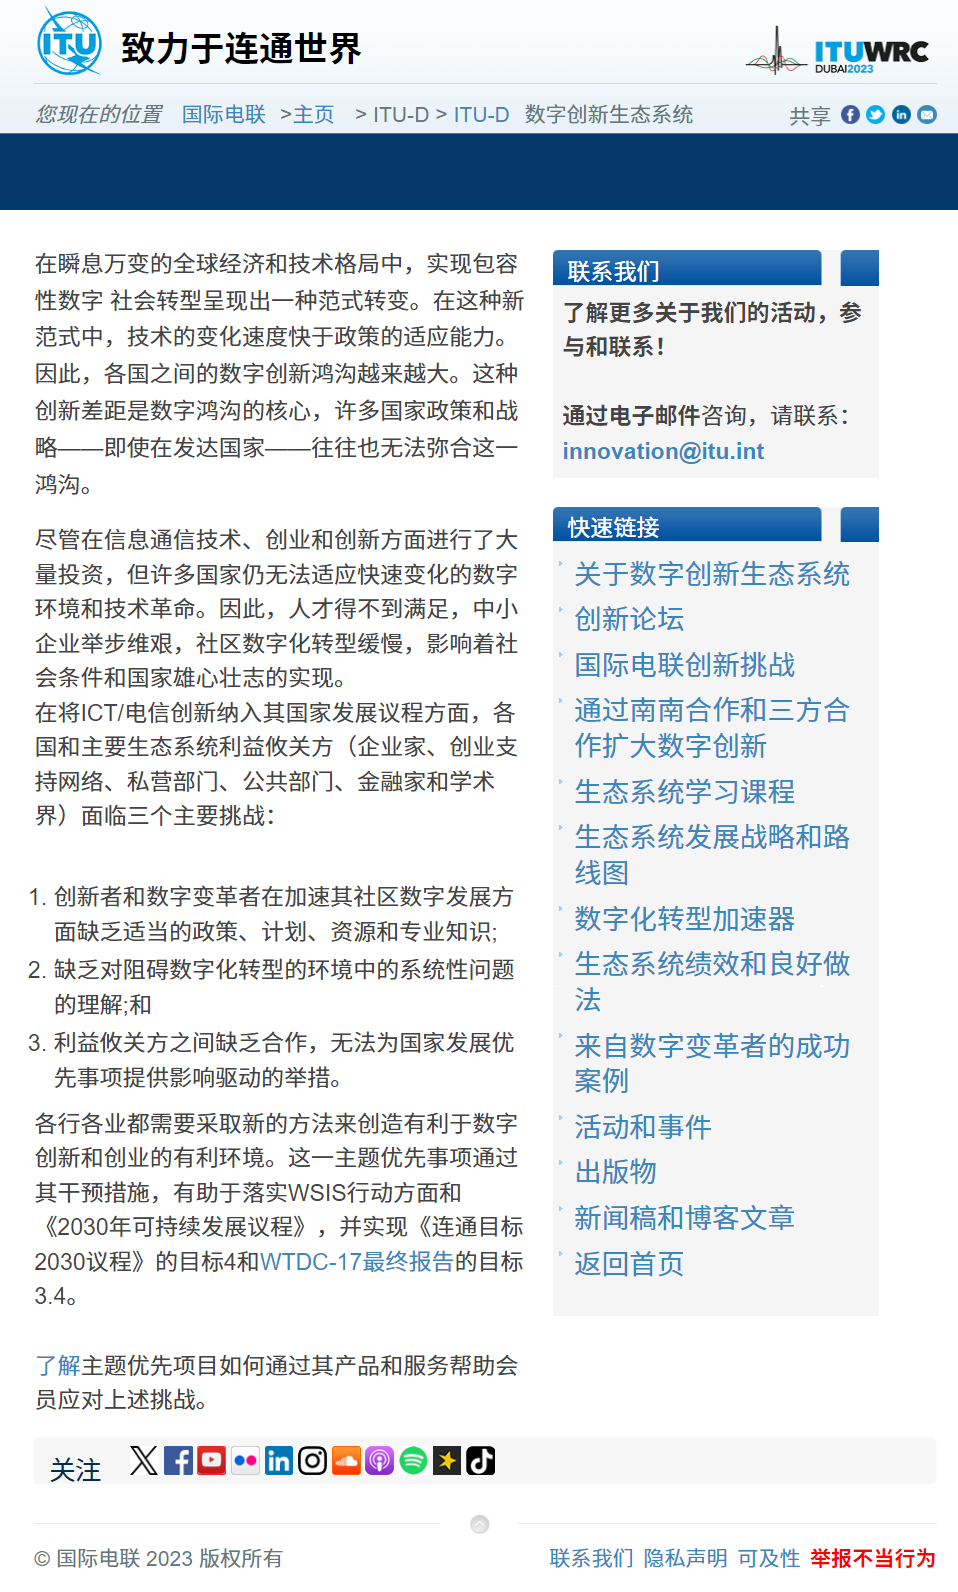 ITU
致力于连通世界
ITUWRC
DUBAI2023
您现在的位置 国际电联 >主页 > ITU-D > ITU-D 数字创新生态系统
共享
在瞬息万变的全球经济和技术格局中，实现包容
性数字 社会转型呈现出一种范式转变。在这种新
范式中，技术的变化速度快于政策的适应能力。
因此，各国之间的数字创新鸿沟越来越大。这种
创新差距是数字鸿沟的核心，许多国家政策和战
略——即使在发达国家——往往也无法弥合这一
鸿沟。
尽管在信息通信技术、创业和创新方面进行了大
量投资，但许多国家仍无法适应快速变化的数字
环境和技术革命。因此，人才得不到满足，中小
企业举步维艰，社区数字化转型缓慢，影响着社
会条件和国家雄心壮志的实现。
在将ICT/电信创新纳入其国家发展议程方面，各
国和主要生态系统利益攸关方（企业家、创业支
持网络、私营部门、公共部门、金融家和学术
界）面临三个主要挑战：
1. 创新者和数字变革者在加速其社区数字发展方
面缺乏适当的政策、计划、资源和专业知识;
2. 缺乏对阻碍数字化转型的环境中的系统性问题
的理解;和
3. 利益攸关方之间缺乏合作，无法为国家发展优
先事项提供影响驱动的举措。
各行各业都需要采取新的方法来创造有利于数字
创新和创业的有利环境。这一主题优先事项通过
其干预措施，有助于落实WSIS行动方面和
《2030年可持续发展议程》，并实现《连通目标
2030议程》的目标4和WTDC-17最终报告的目标
3.4。
了解主题优先项目如何通过其产品和服务帮助会
员应对上述挑战。
联系我们
了解更多关于我们的活动，参
与和联系！
通过电子邮件咨询，请联系：
innovation@itu.int
快速链接
关于数字创新生态系统
创新论坛
国际电联创新挑战
通过南南合作和三方合
作扩大数字创新
生态系统学习课程
生态系统发展战略和路
线图
数字化转型加速器
生态系统绩效和良好做
法
来自数字变革者的成功
案例
活动和事件
出版物
新闻稿和博客文章
返回首页
关注
© 国际电联 2023 版权所有
联系我们 隐私声明 可及性 举报不当行为